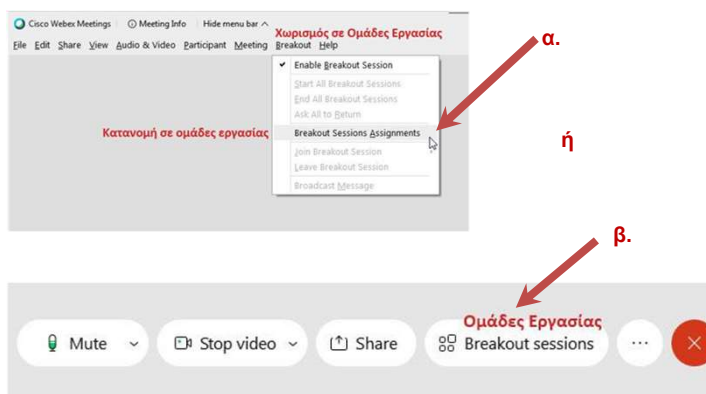 Cisco Webex Meetings Meeting Info Hide menu bar
Χωρισμός σε Ομάδες Εργασίας
File Edit Share View Audio & Video Participant Meeting Breakout Help
α.
Enable Breakout Session
Start All Breakout Sessions
End All Breakout Sessions
Ask All to Return
Κατανομή σε ομάδες εργασίας
Breakout Sessions Assignments
ή
Join Breakout Session
Leave Breakout Session
Broadcast Message
β.
Ομάδες Εργασίας
Mute Stop video Share Breakout sessions